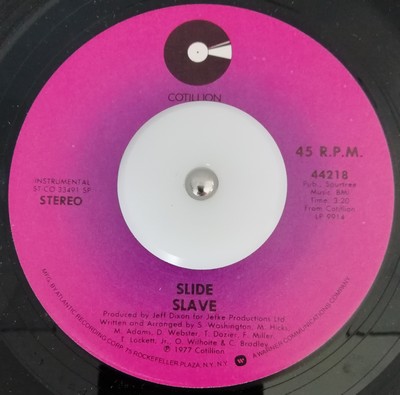 COTILLION
45 R.P.M.
INSTRUMENTAL
ST CO 23491 SP
STEREO
44218
Pub., Spurtree
Music, BMI
Time: 3:20
From Cotillion
LP 9914
SLIDE
SLAVE
Produced by Jeff Dixon for Jefee Productions Ltd
Written and Arranged by S. Washington, M. Hicks,
M. Adams, D. Webster, T. Dozier, F. Miller
T. Lockett, Jr., O. Wilhoite & C. Bradley
℗ 1977 Cotillion
MFG. BY ATLANTIC RECORDING CORP. 75 ROCKEFELLER PLAZA, N.Y., N.Y. A WARNER COMMUNICATIONS COMPANY